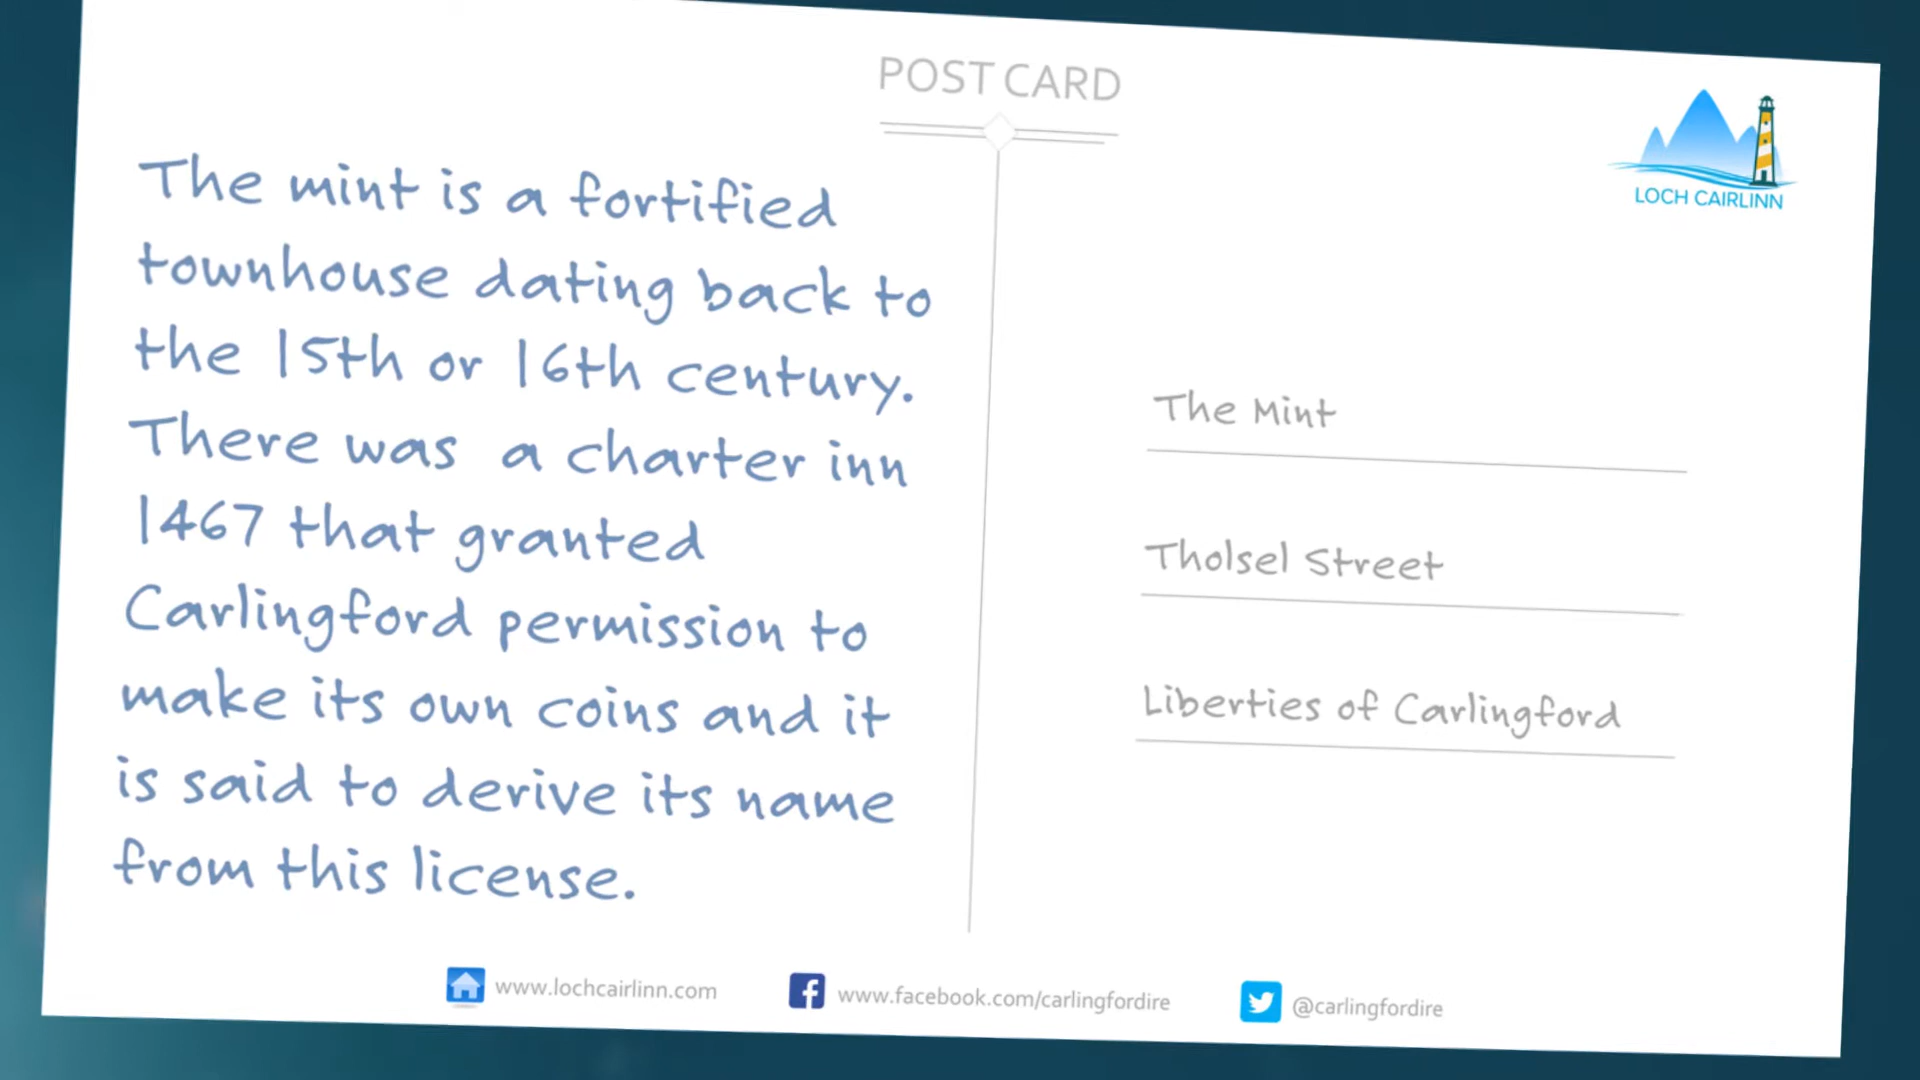 POST CARD
LOCH CAIRLINN
The mint is a fortified
townhouse dating back to
the 15th or 16th century.
There was a charter inn
1467 that granted
Carlingford permission to
make its own coins and it
is said to derive its name
from this license.
The Mint
Tholsel Street
Liberties of Carlingford
www.lochcairlinn.com
www.facebook.com/carlingfordire
@carlingfordire